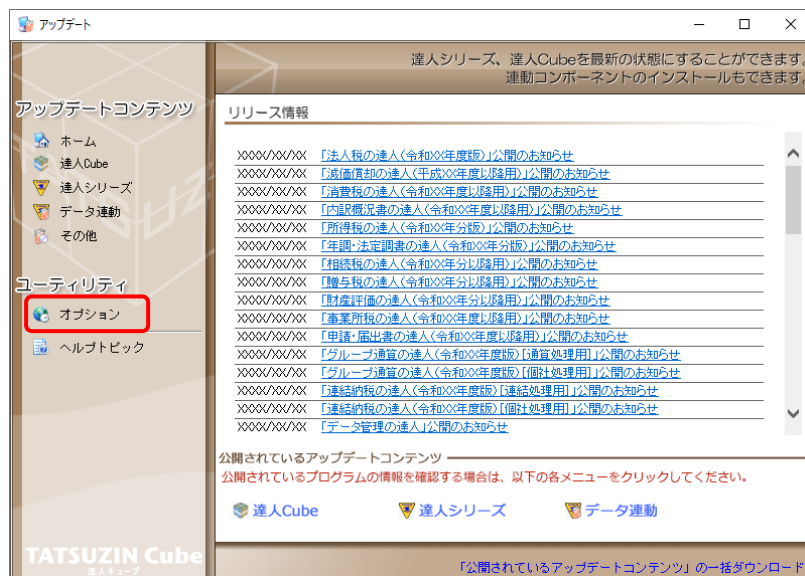 アップデート
達人シリーズ、達人Cubeを最新の状態にすることができます。
連動コンポーネントのインストールもできます。
アップデートコンテンツ
ホーム
達人Cube
達人シリーズ
データ連動
その他
ユーティリティ
オプション
ヘルプトピック
TATSUZIN Cube
達人キューブ
リリース情報
XXXX/XX/XX 「法人税の達人(令和XX年度版)」公開のお知らせ
XXXX/XX/XX 「減価償却の達人(平成XX年度以降用)」公開のお知らせ
XXXX/XX/XX 「消費税の達人(令和XX年度以降用)」公開のお知らせ
XXXX/XX/XX 「内訳概況書の達人(令和XX年度以降用)」公開のお知らせ
XXXX/XX/XX 「所得税の達人(令和XX年分版)」公開のお知らせ
XXXX/XX/XX 「年調・法定調書の達人(令和XX年分版)」公開のお知らせ
XXXX/XX/XX 「相続税の達人(令和XX年分以降用)」公開のお知らせ
XXXX/XX/XX 「贈与税の達人(令和XX年分以降用)」公開のお知らせ
XXXX/XX/XX 「財産評価の達人(令和XX年分以降用)」公開のお知らせ
XXXX/XX/XX 「事業所税の達人(令和XX年度以降用)」公開のお知らせ
XXXX/XX/XX 「申請・届出書の達人(令和XX年度以降用)」公開のお知らせ
XXXX/XX/XX 「グループ通算の達人(令和XX年度版)[通算処理用]」公開のお知らせ
XXXX/XX/XX 「グループ通算の達人(令和XX年度版)[個社処理用]」公開のお知らせ
XXXX/XX/XX 「連結納税の達人(令和XX年度版)[連結処理用]」公開のお知らせ
XXXX/XX/XX 「連結納税の達人(令和XX年度版)[個社処理用]」公開のお知らせ
XXXX/XX/XX 「データ管理の達人」公開のお知らせ
公開されているアップデートコンテンツ
公開されているプログラムの情報を確認する場合は、以下の各メニューをクリックしてください。
達人Cube 達人シリーズ データ連動
「公開されているアップデートコンテンツ」の一括ダウンロード